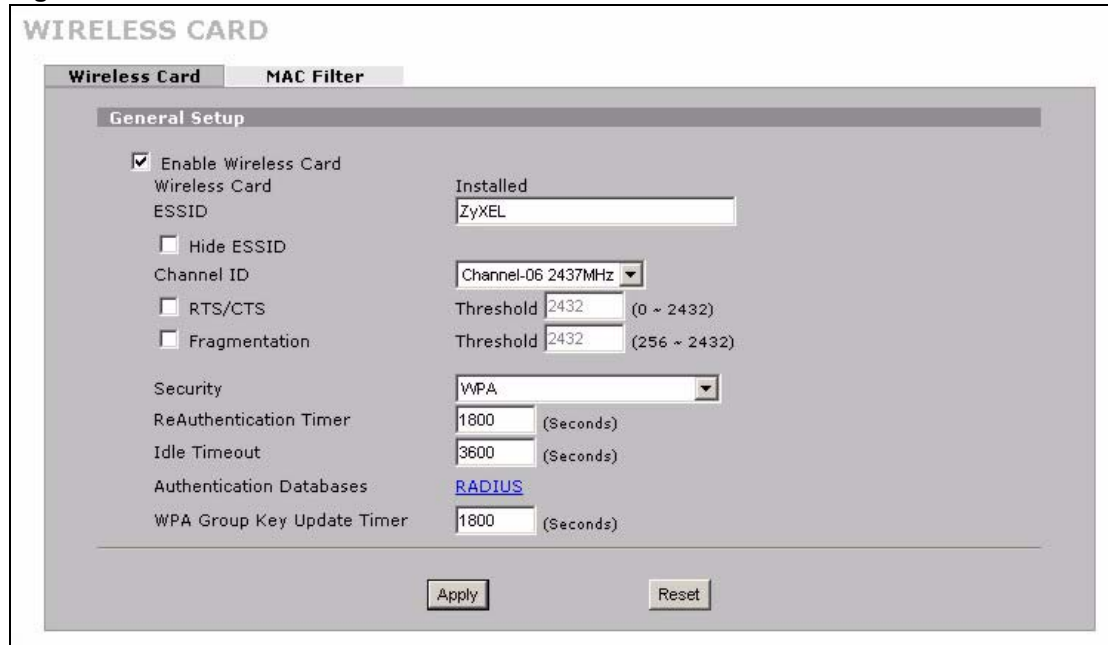 WIRELESS CARD
Wireless Card MAC Filter
General Setup
Enable Wireless Card
Wireless Card Installed
ESSID ZyXEL
Hide ESSID
Channel ID Channel-06 2437MHz
RTS/CTS Threshold 2432 (0 ~ 2432)
Fragmentation Threshold 2432 (256 ~ 2432)
Security WPA
ReAuthentication Timer 1800 (Seconds)
Idle Timeout 3600 (Seconds)
Authentication Databases RADIUS
WPA Group Key Update Timer 1800 (Seconds)
Apply Reset